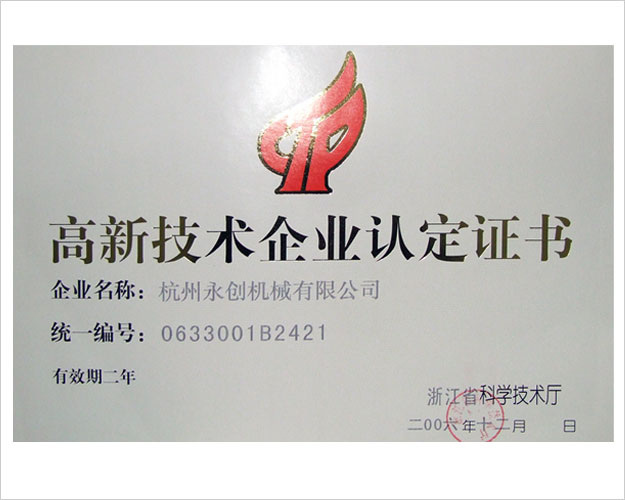 高新技术企业认定证书
企业名称：杭州永创机械有限公司
统一编号：0633001B2421
有效期二年
浙江省科学技术厅
二00六年十二月 日